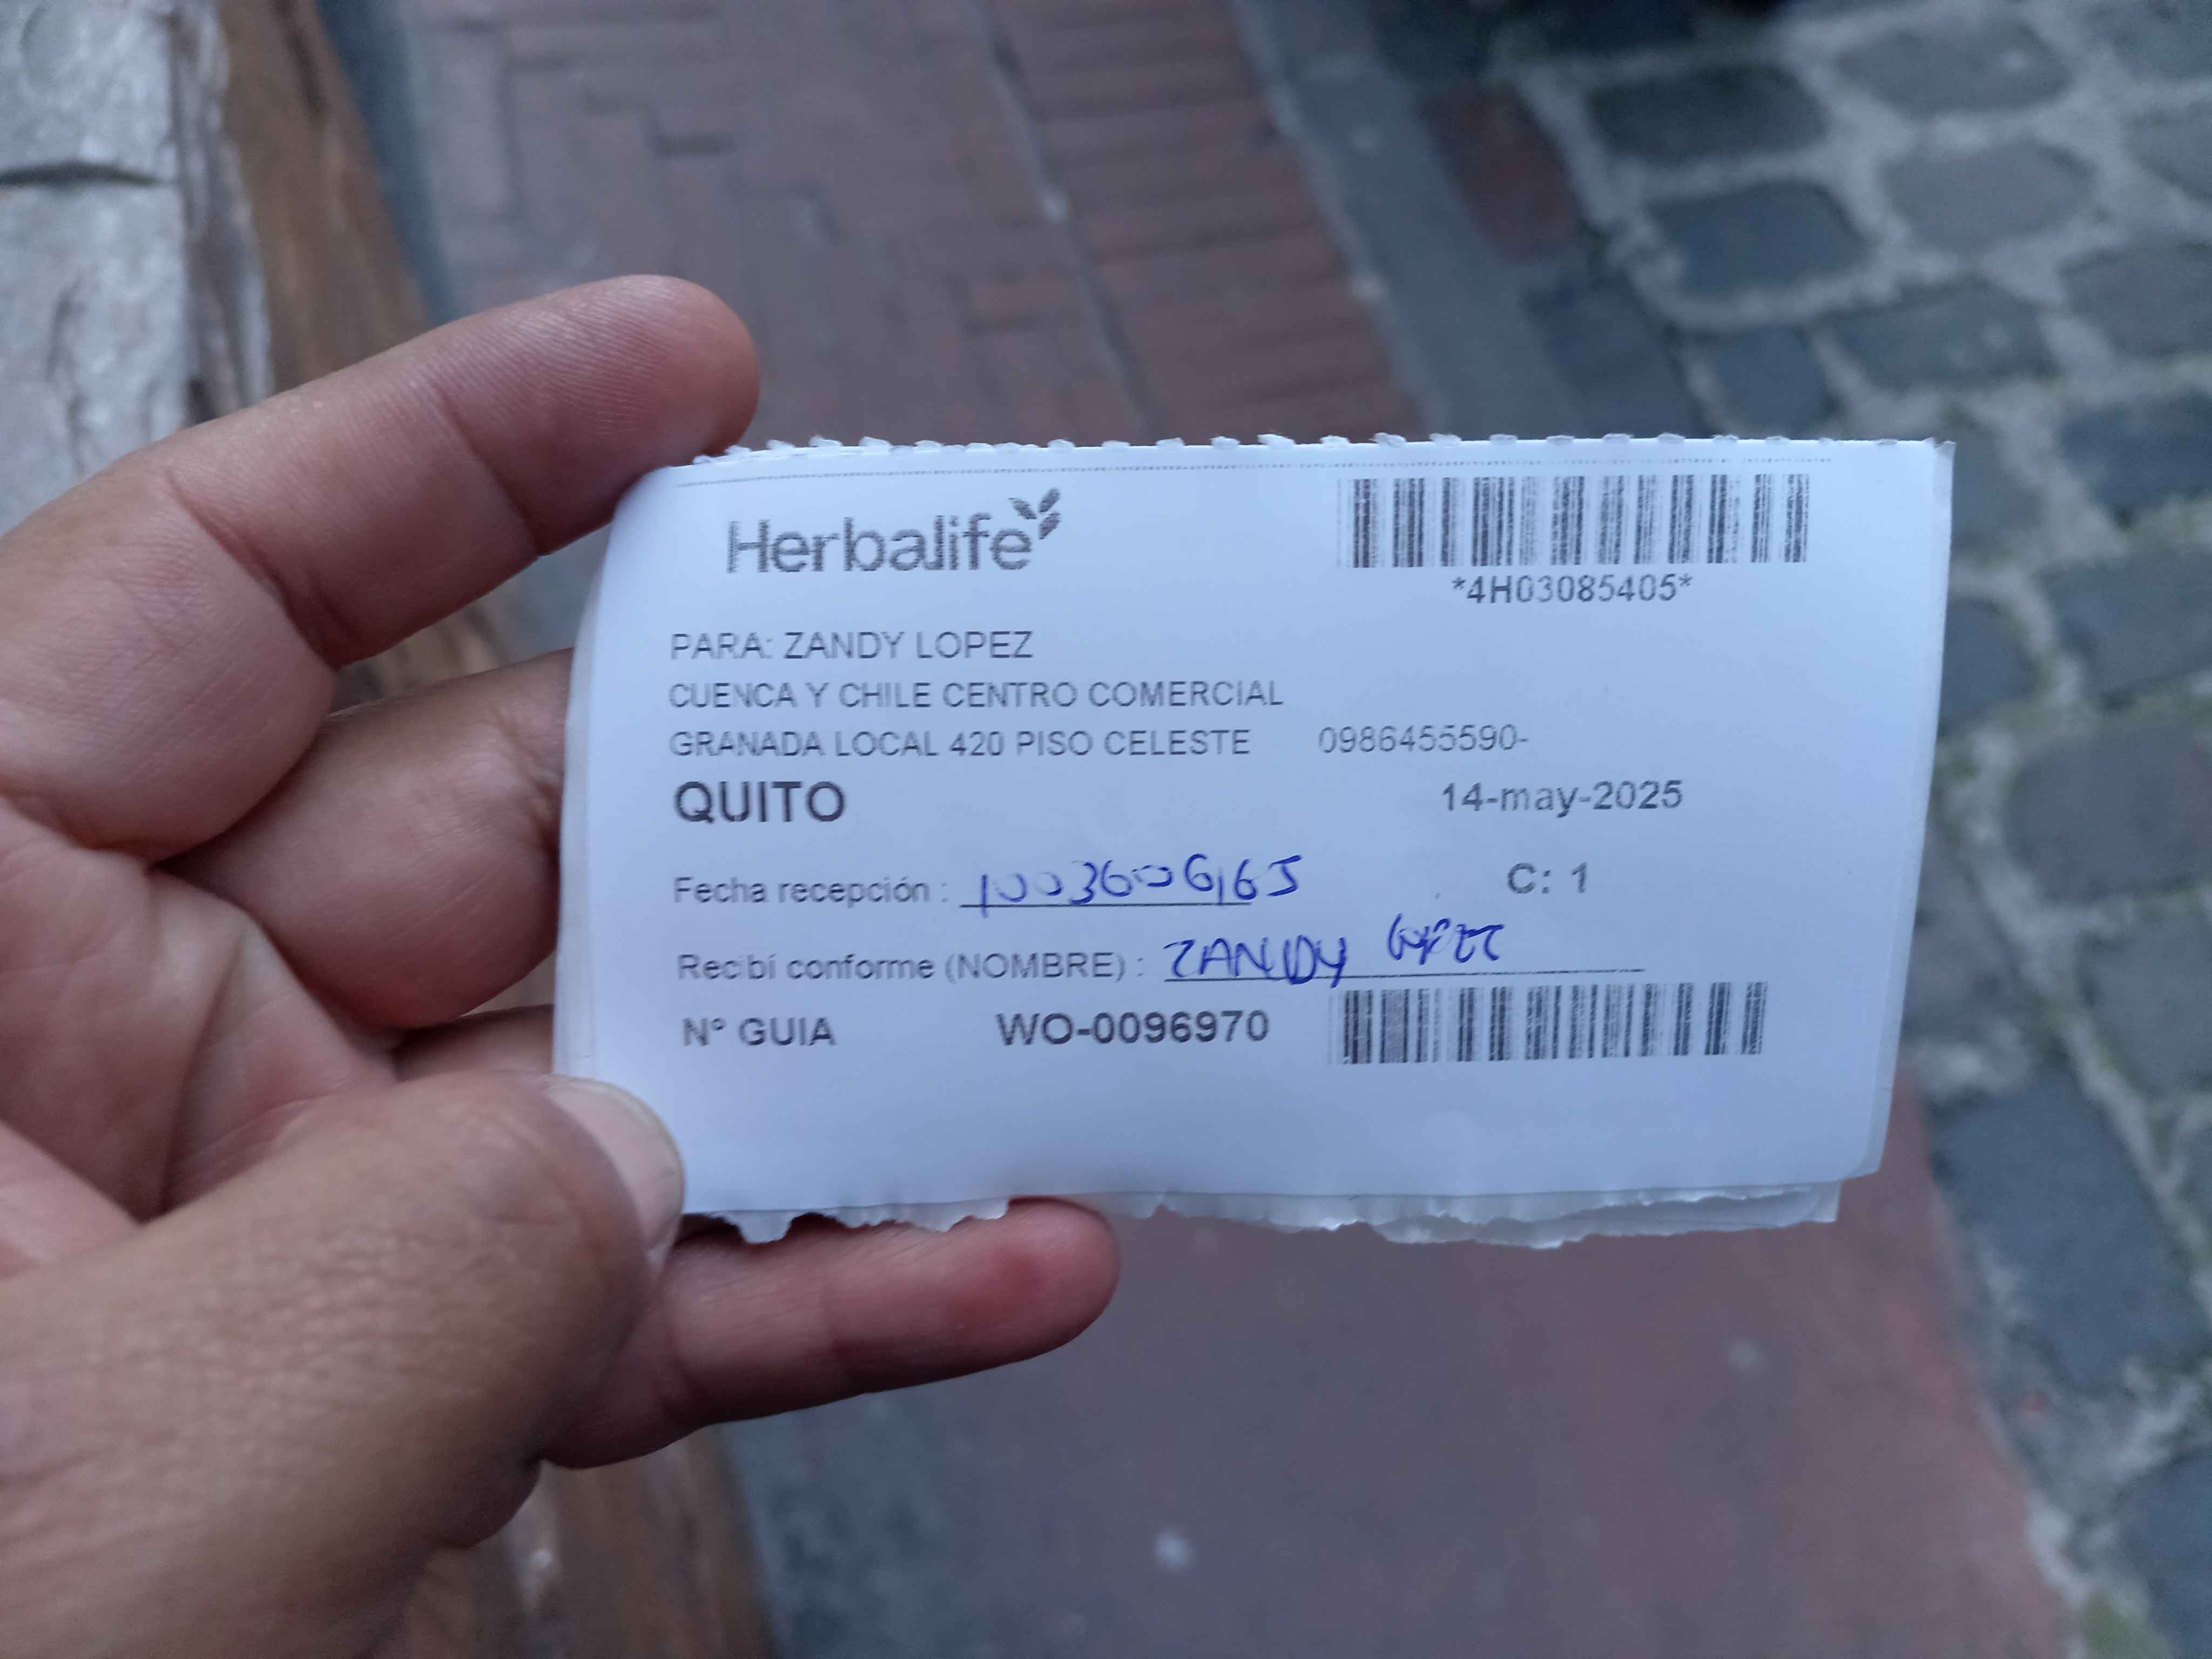 Herbalife
*4H03085405*
PARA: ZANDY LOPEZ
CUENCA Y CHILE CENTRO COMERCIAL
GRANADA LOCAL 420 PISO CELESTE 0986455590-
QUITO 14-may-2025
Fecha recepción : 1003606165 C: 1
Recibí conforme (NOMBRE) : ZANDY
Nº GUIA WO-0096970